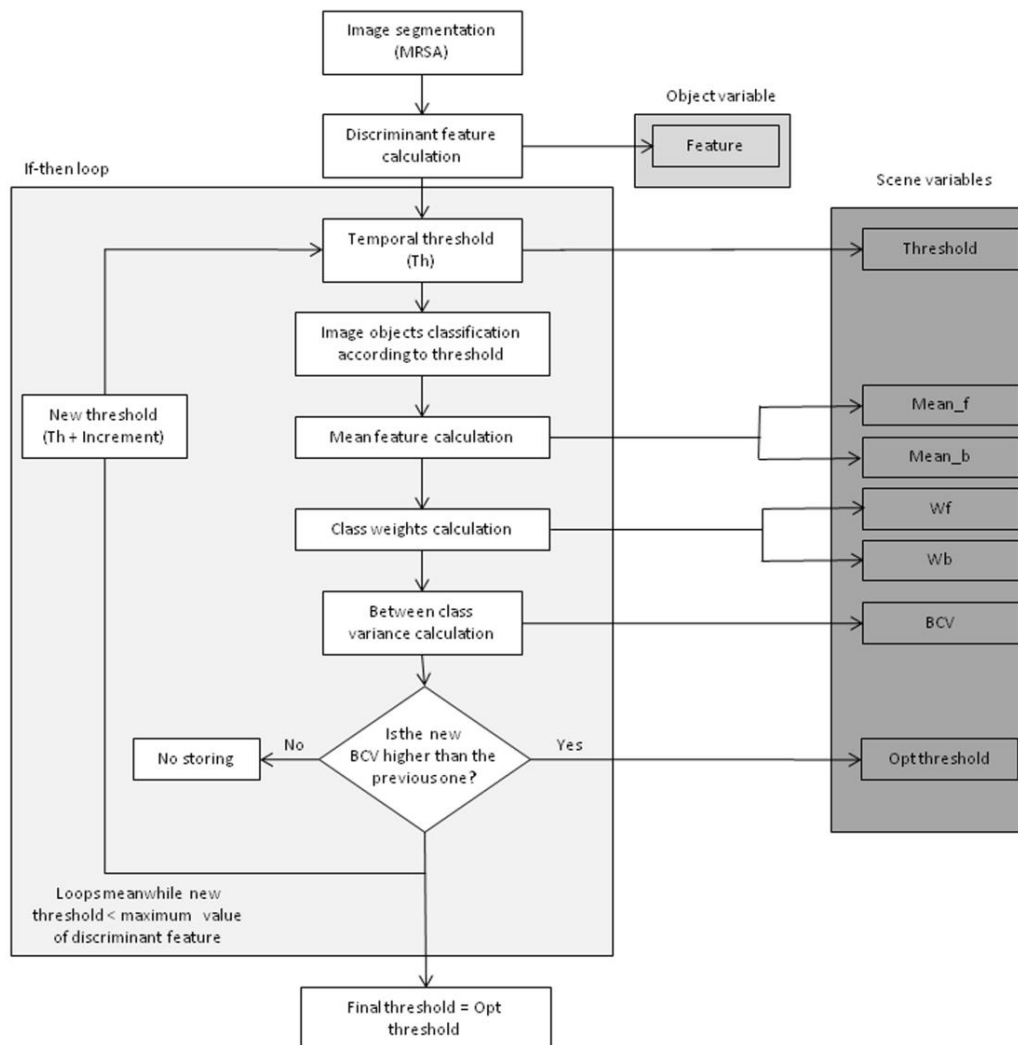 Image segmentation
(MRSA)
Object variable
Discriminant feature
calculation
Feature
If-then loop
Scene variables
Temporal threshold
(Th)
Threshold
Image objects classification
according to threshold
New threshold
(Th + Increment)
Mean feature calculation
Mean_f
Mean_b
Class weights calculation
Wf
Wb
Between class
variance calculation
BCV
Is the new
BCV higher than the
previous one?
No
Yes
No storing
Opt threshold
Loops meanwhile new
threshold < maximum value
of discriminant feature
Final threshold = Opt
threshold